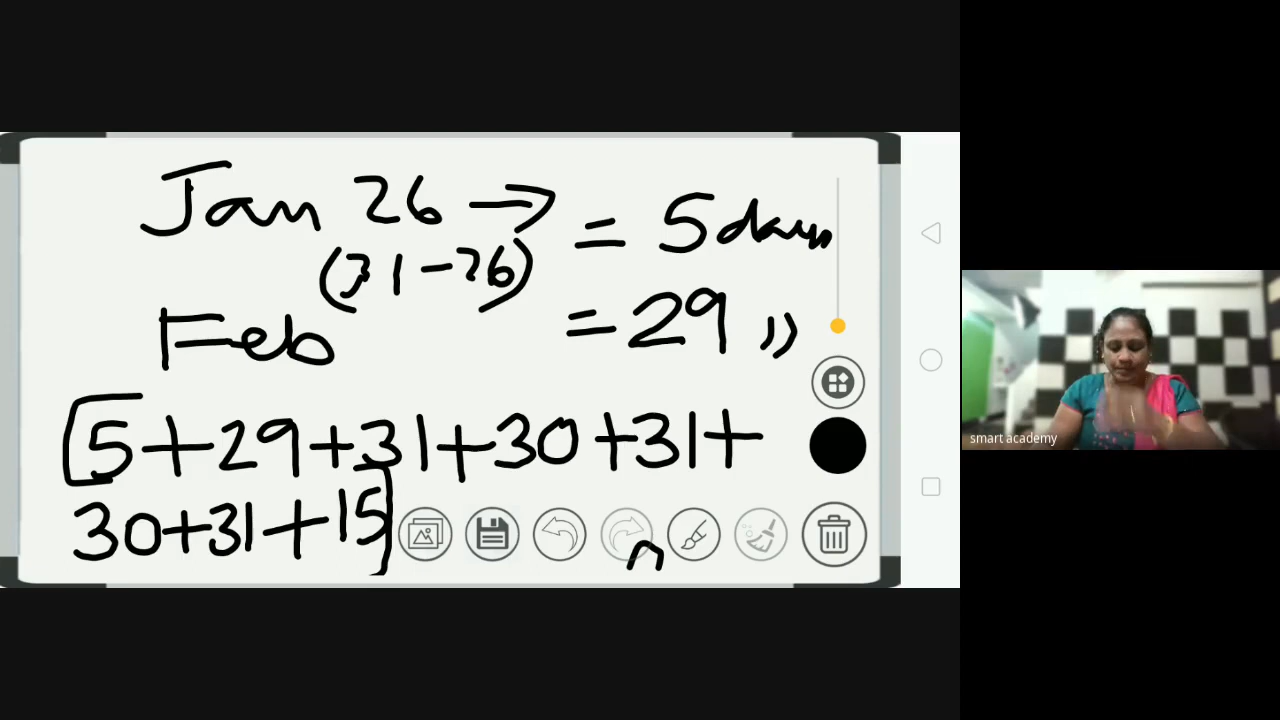 Jan 26 → = 5 days
(31-26)
Feb = 29 "
[5+29+31+30+31+
30+31+15]
smart academy